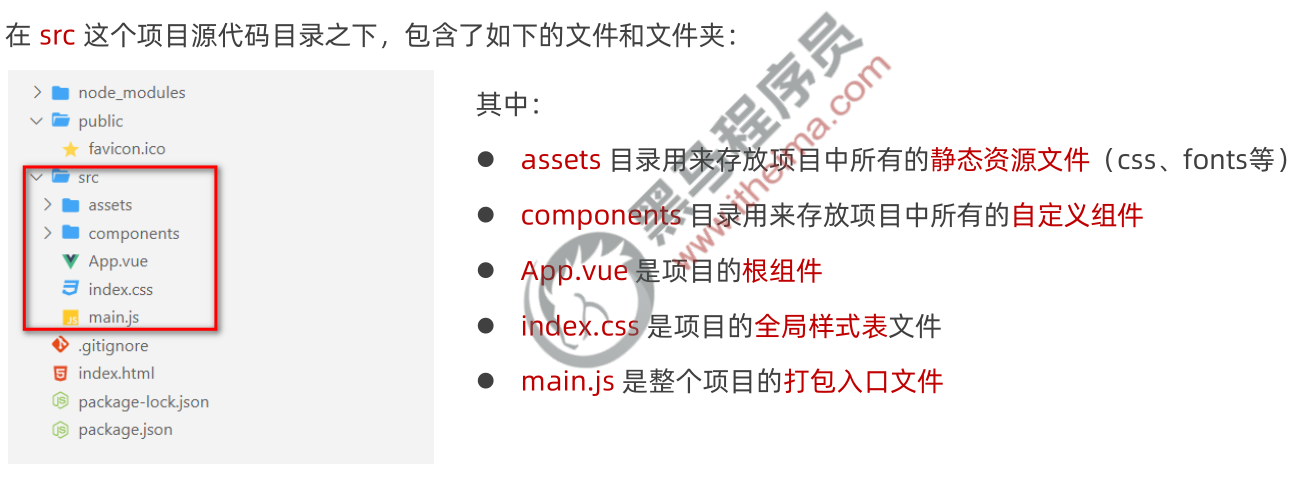 在 src 这个项目源代码目录之下，包含了如下的文件和文件夹：
node_modules
public
favicon.ico
src
assets
components
App.vue
index.css
main.js
.gitignore
index.html
package-lock.json
package.json
其中：
● assets 目录用来存放项目中所有的静态资源文件（css、fonts等）
● components 目录用来存放项目中所有的自定义组件
● App.vue 是项目的根组件
● index.css 是项目的全局样式表文件
● main.js 是整个项目的打包入口文件
黑马程序员
www.itheima.com